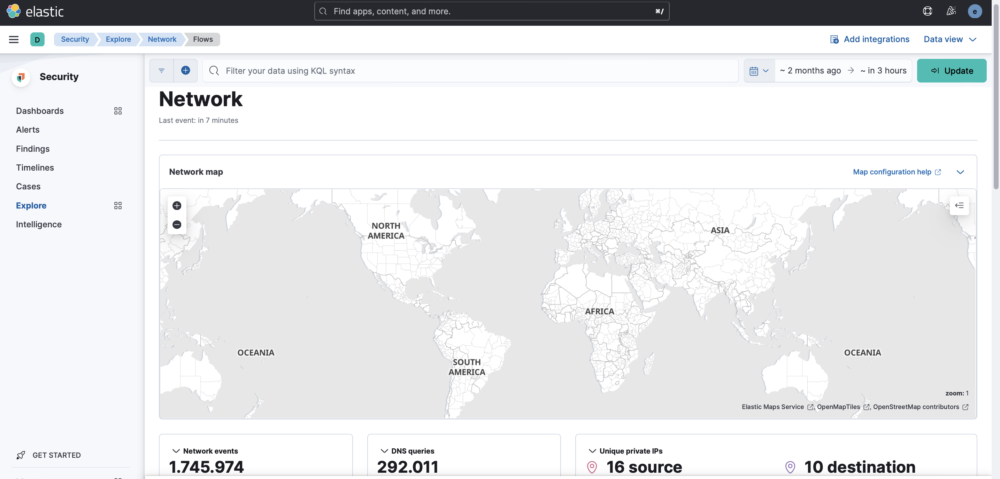 elastic
Find apps, content, and more.
⌘/
e
D
Security
Explore
Network
Flows
Add integrations
Data view
Security
Filter your data using KQL syntax
~ 2 months ago → ~ in 3 hours
Update
Dashboards
Alerts
Findings
Timelines
Cases
Explore
Intelligence
GET STARTED
Network
Last event: in 7 minutes
Network map
Map configuration help
NORTH
AMERICA
ASIA
AFRICA
OCEANIA
SOUTH
AMERICA
OCEANIA
zoom: 1
Elastic Maps Service, OpenMapTiles, OpenStreetMap contributors
Network events
1.745.974
DNS queries
292.011
Unique private IPs
16 source
10 destination